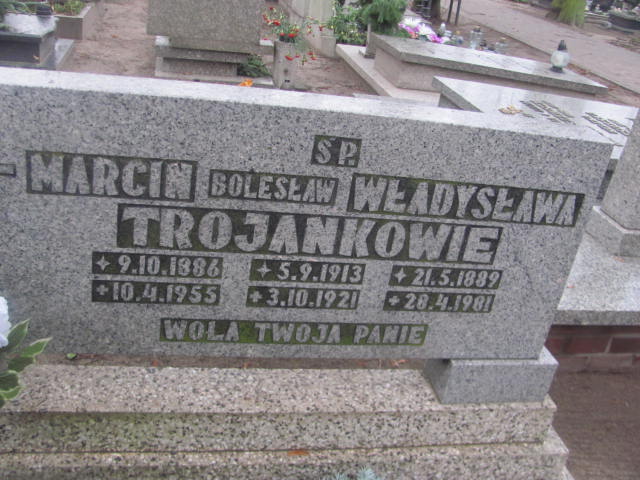 Ś.P.
MARCIN BOLESŁAW WŁADYSŁAWA
TROJANKOWIE
9.10.1886 5.9.1913 21.5.1889
10.4.1955 3.10.1921 28.4.1981
WOLA TWOJA PANIE